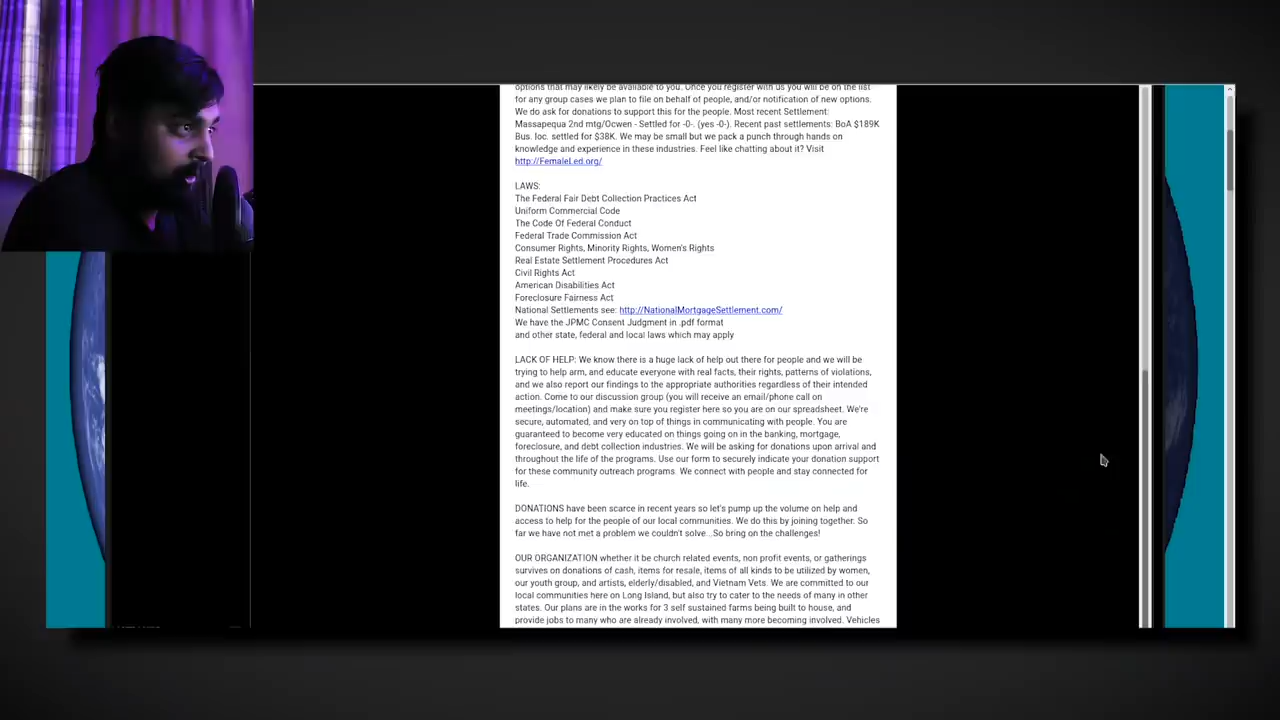 options that may likely be available to you. Once you register with us you will be on the list
for any group cases we plan to file on behalf of people, and/or notification of new options.
We do ask for donations to support this for the people. Most recent Settlement:
Massapequa 2nd mtg/Ocwen - Settled for -0-. (yes -0-). Recent past settlements: BoA $189K
Bus. loc. settled for $38K. We may be small but we pack a punch through hands on
knowledge and experience in these industries. Feel like chatting about it? Visit
http://FemaleLed.org/
LAWS:
The Federal Fair Debt Collection Practices Act
Uniform Commercial Code
The Code Of Federal Conduct
Federal Trade Commission Act
Consumer Rights, Minority Rights, Women's Rights
Real Estate Settlement Procedures Act
Civil Rights Act
American Disabilities Act
Foreclosure Fairness Act
National Settlements see: http://NationalMortgageSettlement.com/
We have the JPMC Consent Judgment in .pdf format
and other state, federal and local laws which may apply
LACK OF HELP: We know there is a huge lack of help out there for people and we will be
trying to help arm, and educate everyone with real facts, their rights, patterns of violations,
and we also report our findings to the appropriate authorities regardless of their intended
action. Come to our discussion group (you will receive an email/phone call on
meetings/location) and make sure you register here so you are on our spreadsheet. We're
secure, automated, and very on top of things in communicating with people. You are
guaranteed to become very educated on things going on in the banking, mortgage,
foreclosure, and debt collection industries. We will be asking for donations upon arrival and
throughout the life of the programs. Use our form to securely indicate your donation support
for these community outreach programs. We connect with people and stay connected for
life.
DONATIONS have been scarce in recent years so let's pump up the volume on help and
access to help for the people of our local communities. We do this by joining together. So
far we have not met a problem we couldn't solve...So bring on the challenges!
OUR ORGANIZATION whether it be church related events, non profit events, or gatherings
survives on donations of cash, items for resale, items of all kinds to be utilized by women,
our youth group, and artists, elderly/disabled, and Vietnam Vets. We are committed to our
local communities here on Long Island, but also try to cater to the needs of many in other
states. Our plans are in the works for 3 self sustained farms being built to house, and
provide jobs to many who are already involved, with many more becoming involved. Vehicles